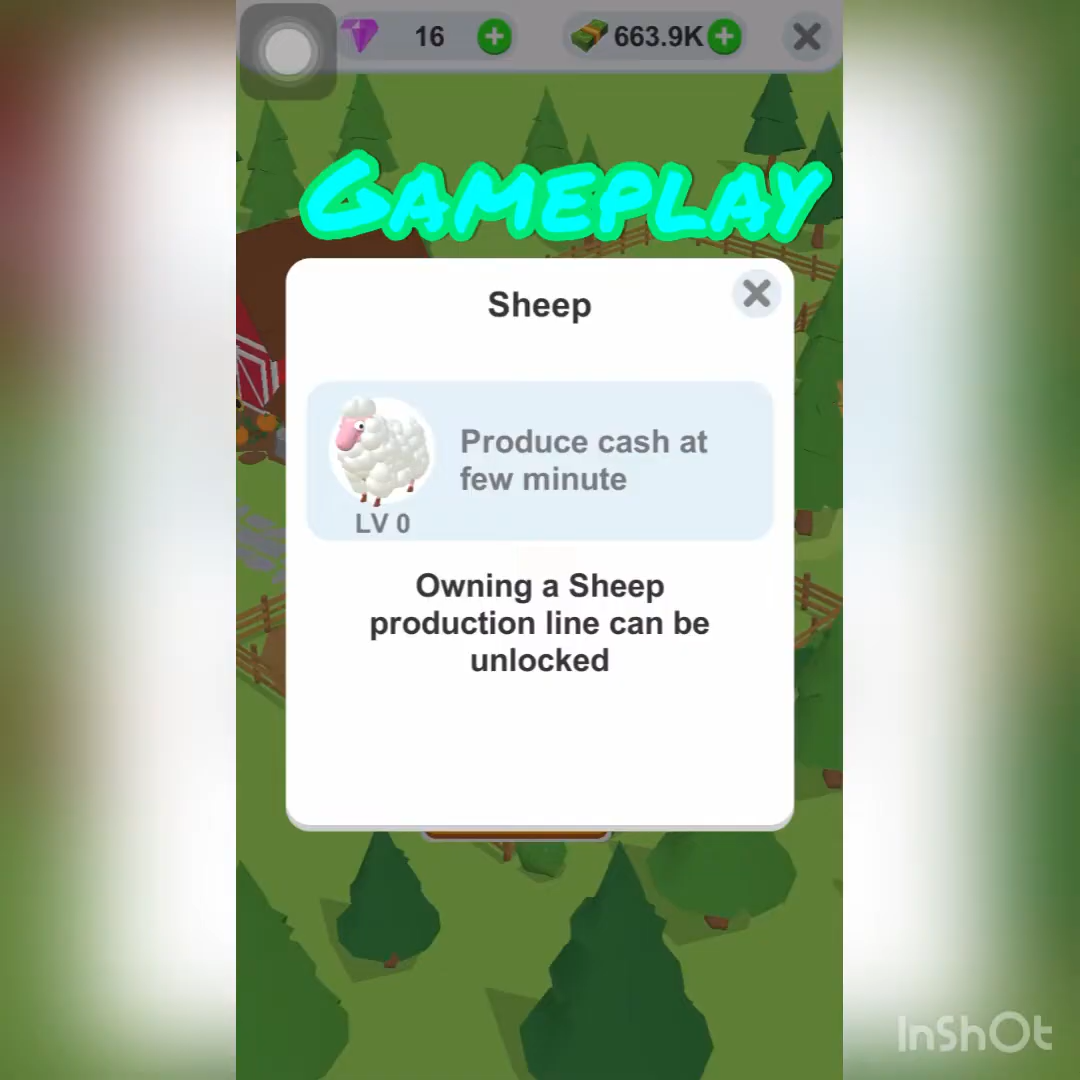 16
663.9K
GAMEPLAY
Sheep
Produce cash at
few minute
LV 0
Owning a Sheep
production line can be
unlocked
InShOt